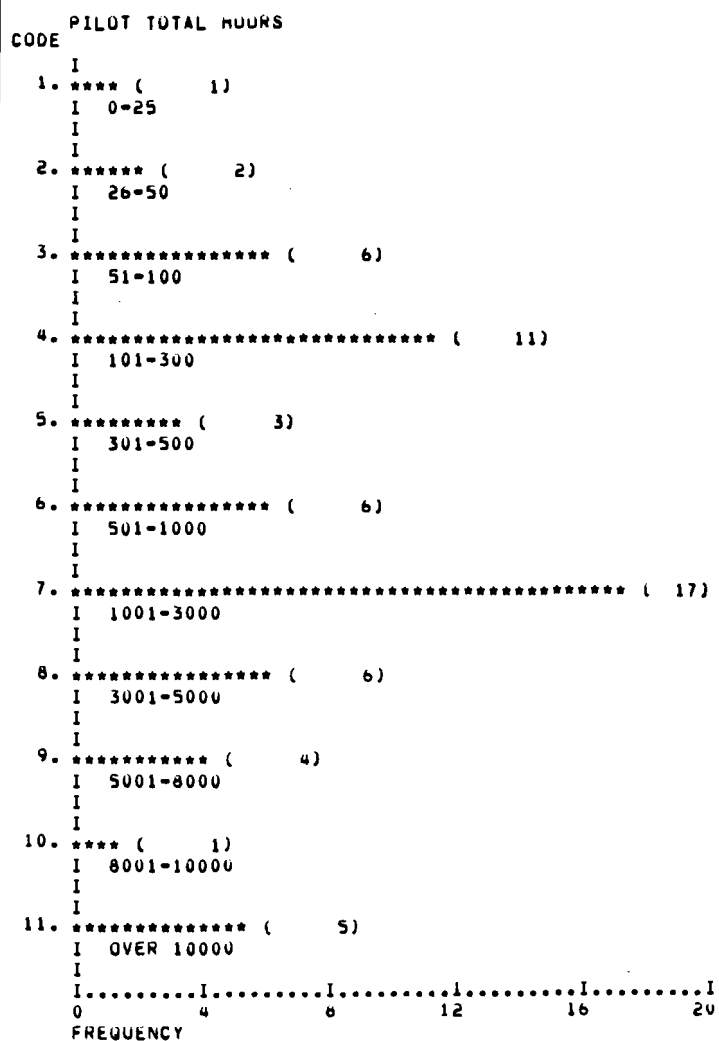 PILOT TOTAL HOURS
CODE
I
1. **** ( 1)
I 0-25
I
I
2. ****** ( 2)
I 26-50
I
I
3. **************** ( 6)
I 51-100
I
I
4. ***************************** ( 11)
I 101-300
I
I
5. ********* ( 3)
I 301-500
I
I
6. **************** ( 6)
I 501-1000
I
I
7. ******************************************** ( 17)
I 1001-3000
I
I
8. **************** ( 6)
I 3001-5000
I
I
9. *********** ( 4)
I 5001-8000
I
I
10. **** ( 1)
I 8001-10000
I
I
11. ************** ( 5)
I OVER 10000
I
I.........I.........I.........I.........I.........I
0 4 8 12 16 20
FREQUENCY